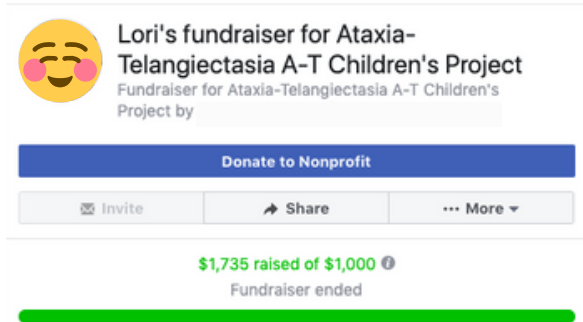 Lori's fundraiser for Ataxia-
Telangiectasia A-T Children's Project
Fundraiser for Ataxia-Telangiectasia A-T Children's
Project by
Donate to Nonprofit
Invite
Share
••• More
$1,735 raised of $1,000
Fundraiser ended